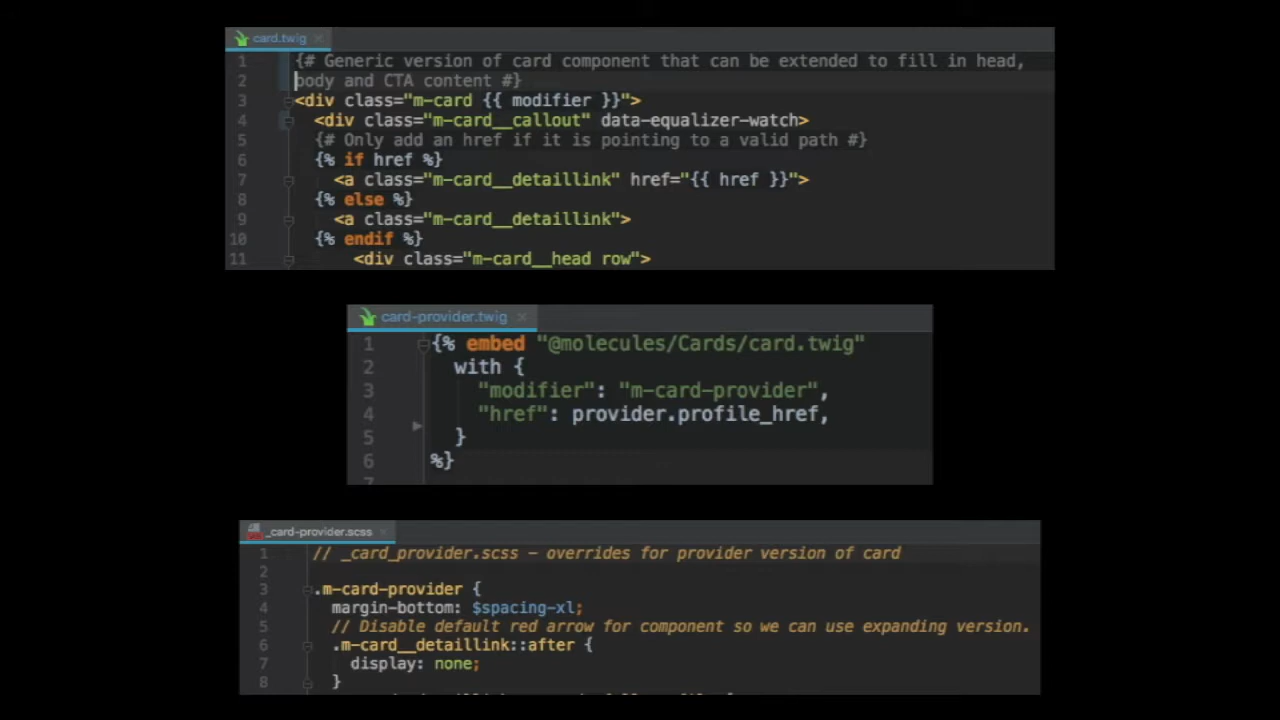 card.twig ×
1 {# Generic version of card component that can be extended to fill in head,
2 body and CTA content #}
3 <div class="m-card {{ modifier }}">
4 <div class="m-card__callout" data-equalizer-watch>
5 {# Only add an href if it is pointing to a valid path #}
6 {% if href %}
7 <a class="m-card__detaillink" href="{{ href }}">
8 {% else %}
9 <a class="m-card__detaillink">
10 {% endif %}
11 <div class="m-card__head row">
card-provider.twig ×
1 {% embed "@molecules/Cards/card.twig"
2 with {
3 "modifier": "m-card-provider",
4 "href": provider.profile_href,
5 }
6 %}
7
_card-provider.scss ×
1 // _card_provider.scss – overrides for provider version of card
2
3 .m-card-provider {
4 margin-bottom: $spacing-xl;
5 // Disable default red arrow for component so we can use expanding version.
6 .m-card__detaillink::after {
7 display: none;
8 }